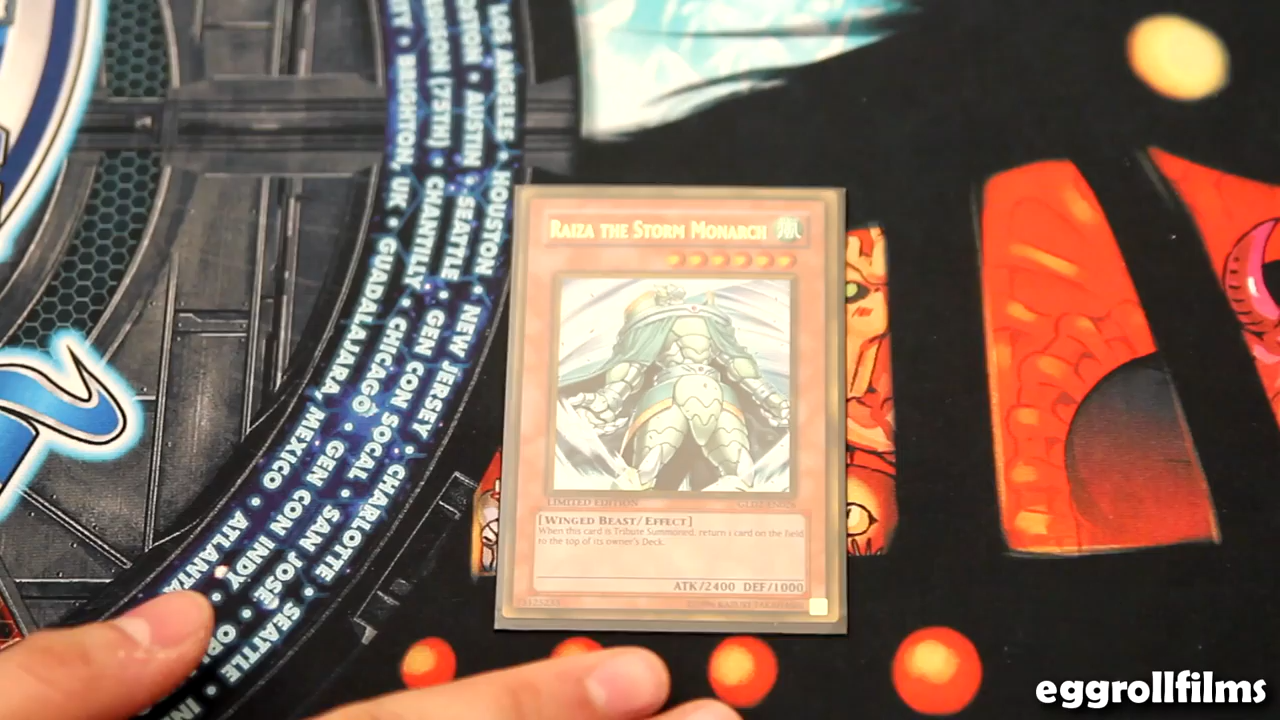 LOS ANGELES • HOUSTON • NEW JERSEY • CHARLOTTE • SEATTLE •
BOSTON • AUSTIN • SEATTLE • GEN CON SOCAL • SAN JOSE •
(75TH) • CHANTILLY • CHICAGO • GEN CON INDY •
BRIGHTON, UK • GUADALAJARA, MEXICO • ATLANTA
RAIZA THE STORM MONARCH
LIMITED EDITION
[WINGED BEAST/EFFECT]
When this card is Tribute Summoned, return 1 card on the field
to the top of its owner's Deck.
ATK/2400 DEF/1000
eggrollfilms